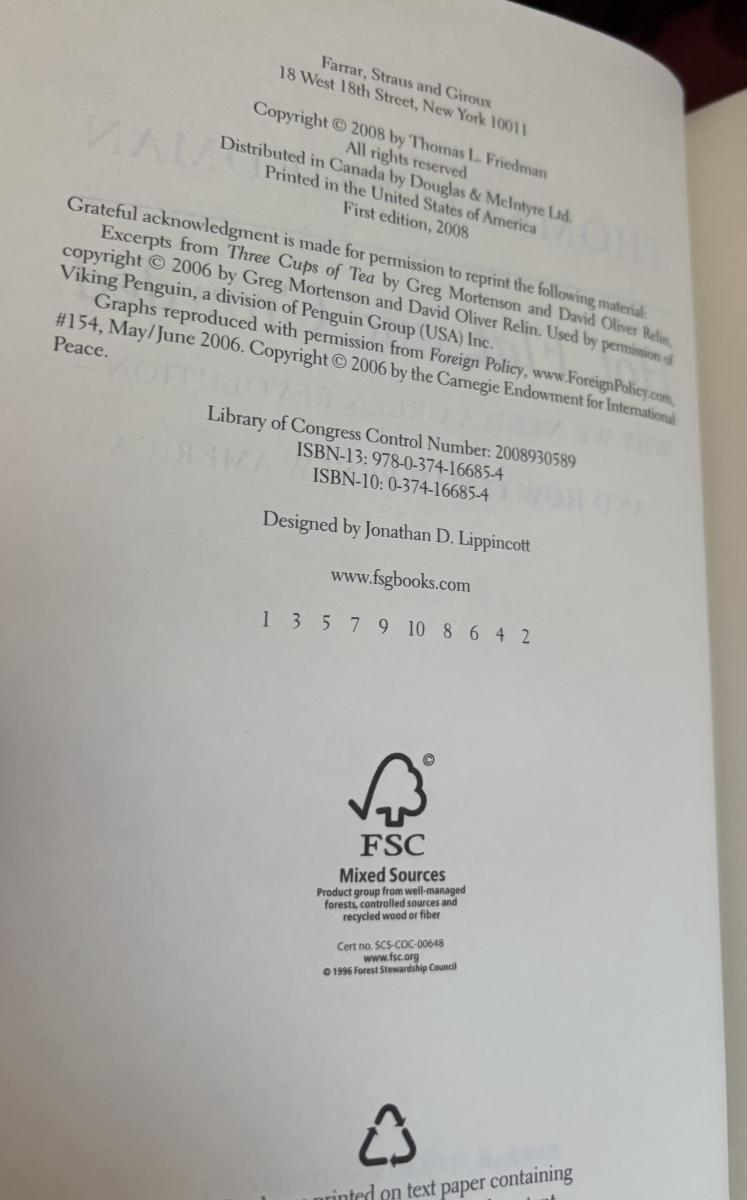 Farrar, Straus and Giroux
18 West 18th Street, New York 10011
Copyright © 2008 by Thomas L. Friedman
All rights reserved
Distributed in Canada by Douglas & McIntyre Ltd.
Printed in the United States of America
First edition, 2008
Grateful acknowledgment is made for permission to reprint the following material:
Excerpts from Three Cups of Tea by Greg Mortenson and David Oliver Relin,
copyright © 2006 by Greg Mortenson and David Oliver Relin. Used by permission of
Viking Penguin, a division of Penguin Group (USA) Inc.
Graphs reproduced with permission from Foreign Policy, www.ForeignPolicy.com,
#154, May/June 2006. Copyright © 2006 by the Carnegie Endowment for International
Peace.
Library of Congress Control Number: 2008930589
ISBN-13: 978-0-374-16685-4
ISBN-10: 0-374-16685-4
Designed by Jonathan D. Lippincott
www.fsgbooks.com
1 3 5 7 9 10 8 6 4 2
©
FSC
Mixed Sources
Product group from well-managed
forests, controlled sources and
recycled wood or fiber
Cert no. SCS-COC-00648
www.fsc.org
© 1996 Forest Stewardship Council
on text paper containing